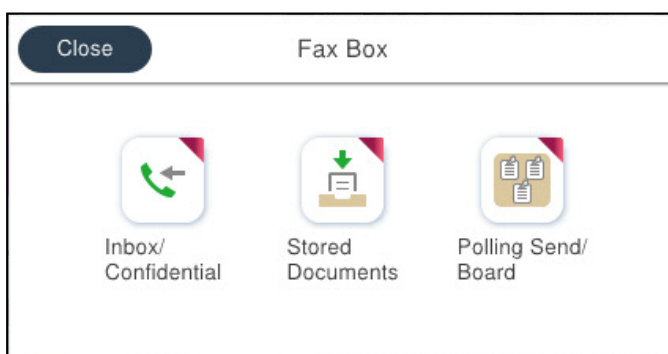 Close
Fax Box
Inbox/
Confidential
Stored
Documents
Polling Send/
Board